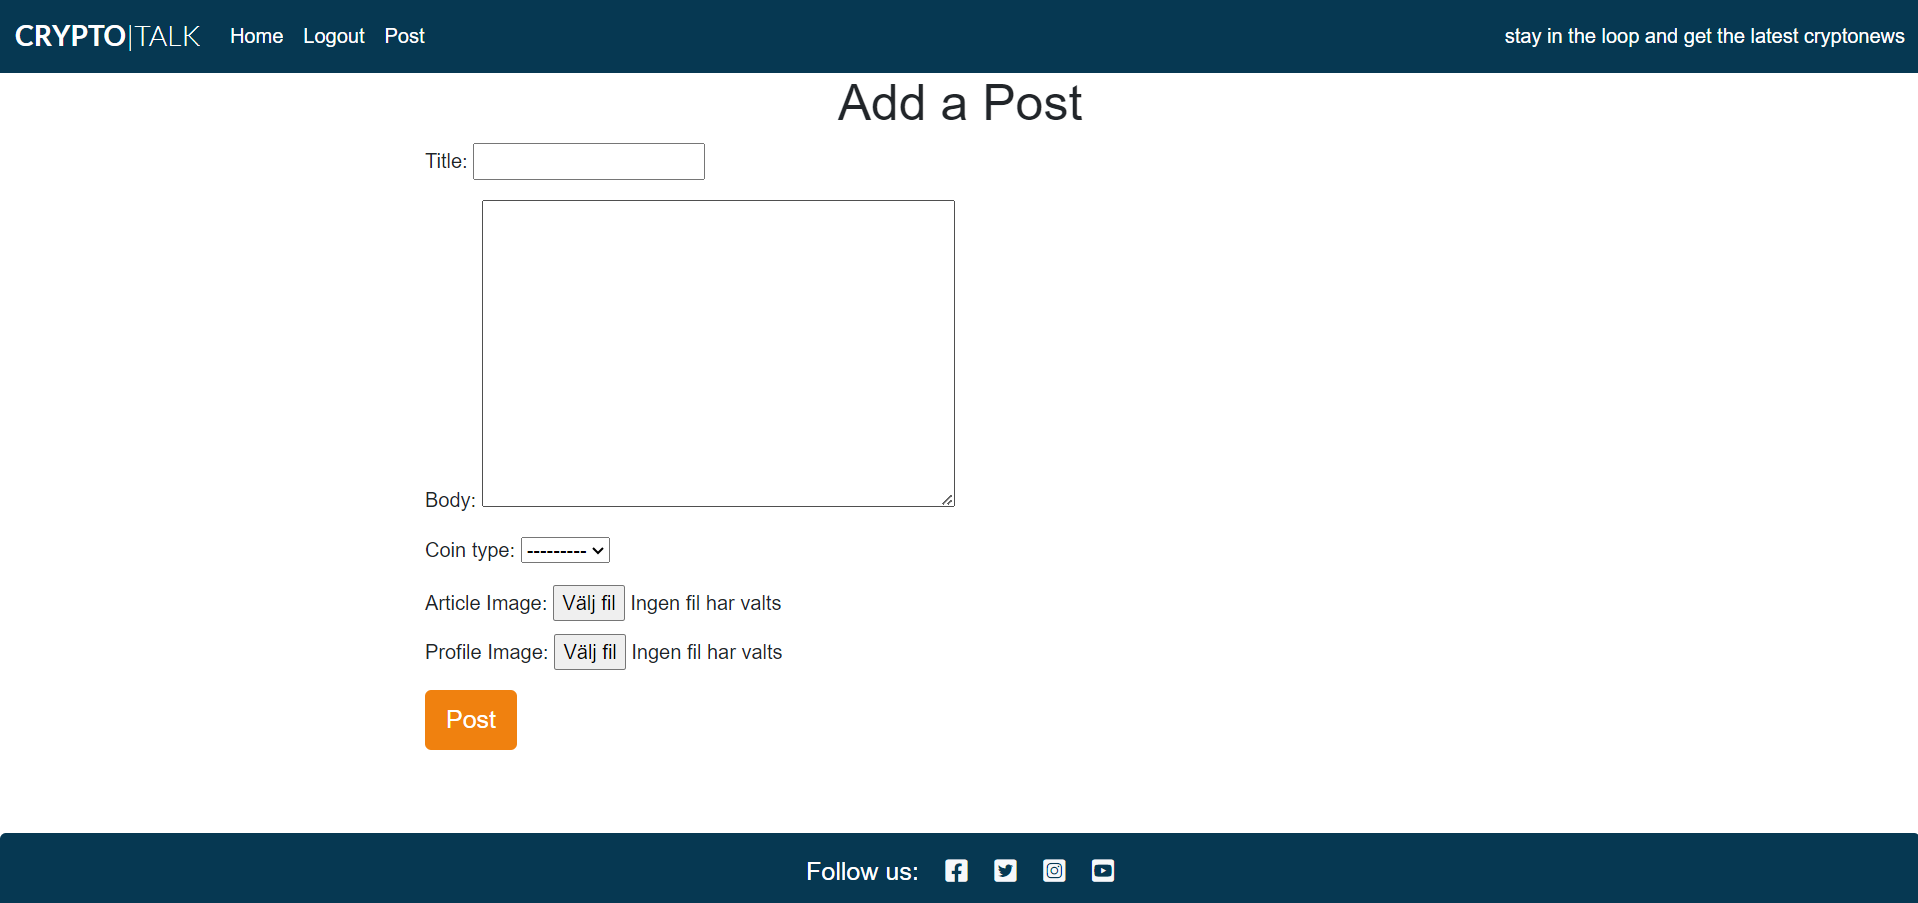 CRYPTO|TALK Home Logout Post stay in the loop and get the latest cryptonews
Add a Post
Title:
Body:
Coin type: ---------
Article Image: Välj fil Ingen fil har valts
Profile Image: Välj fil Ingen fil har valts
Post
Follow us: